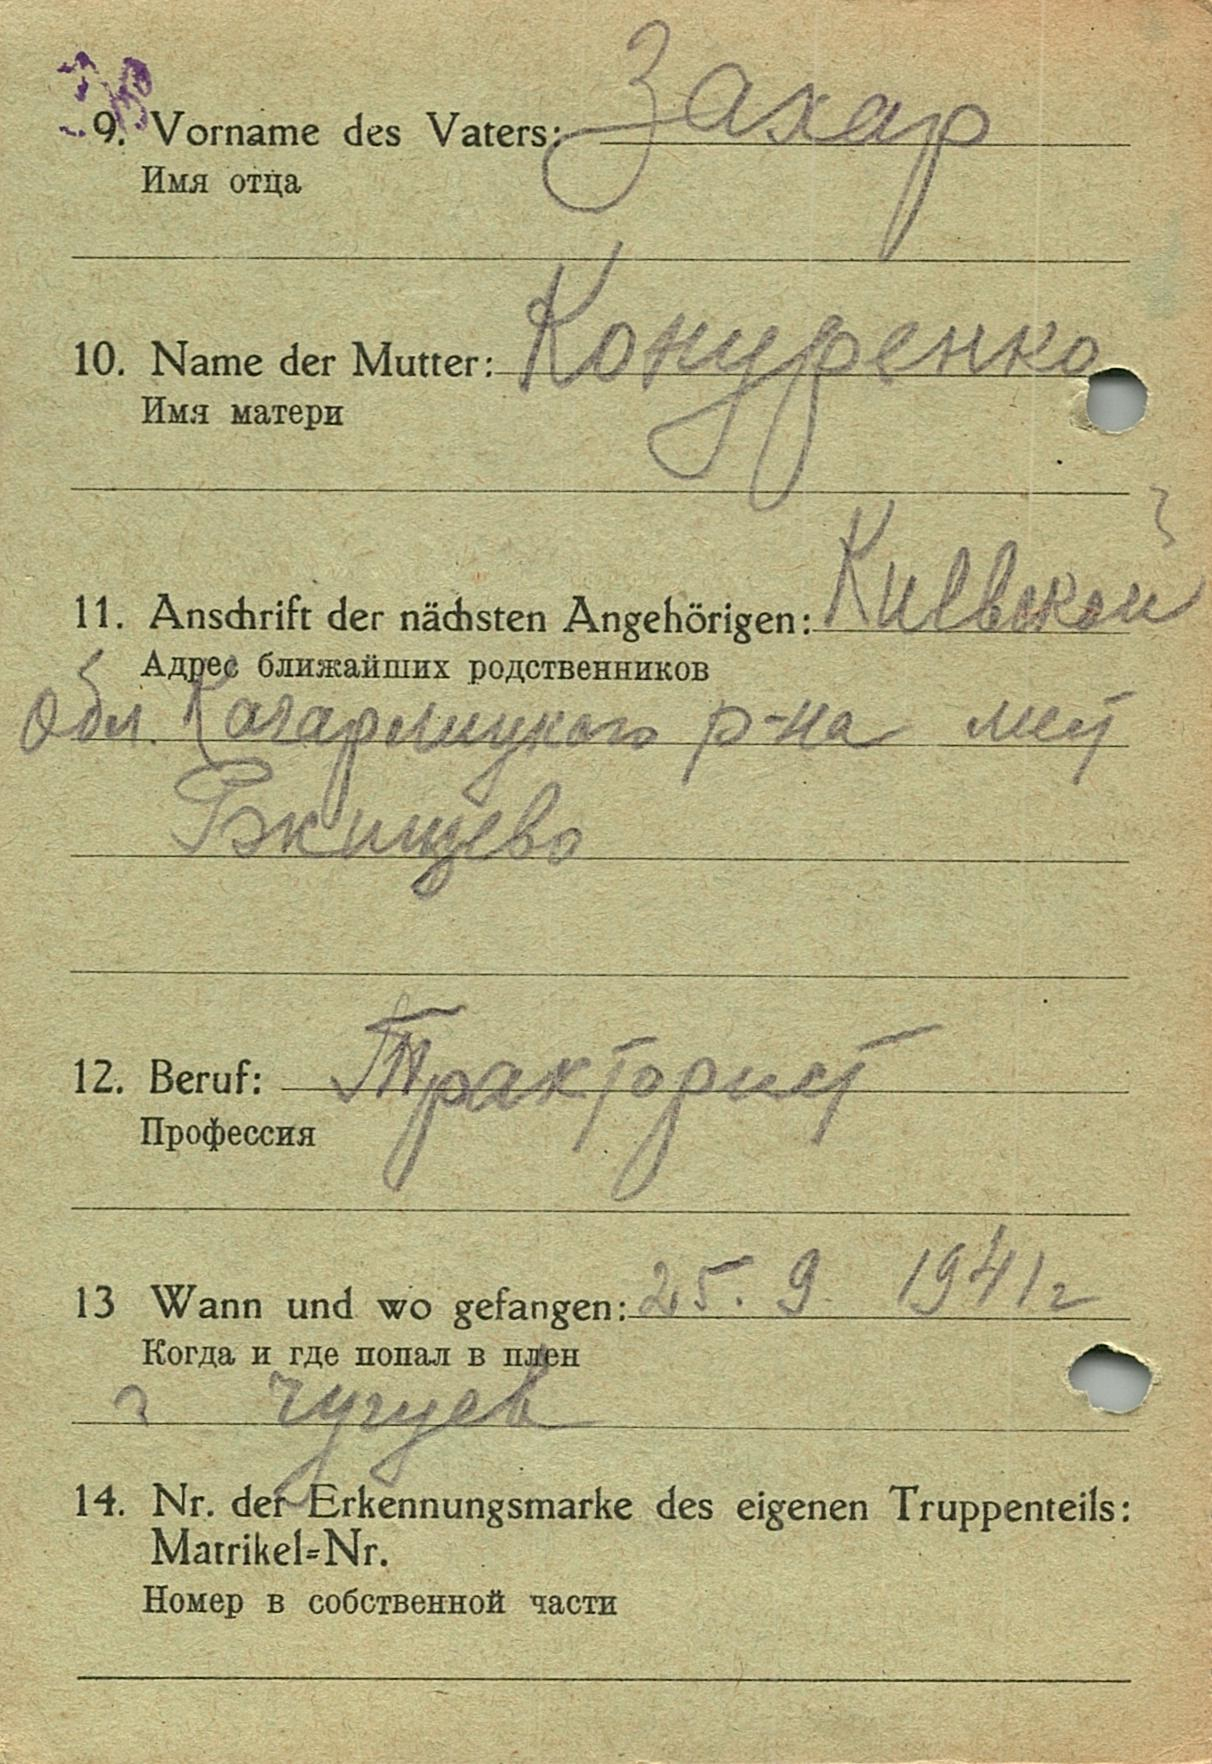 9. Vorname des Vaters: Захар
Имя отца
10. Name der Mutter: Конуренко
Имя матери
11. Anschrift der nächsten Angehörigen: Киевской
Адрес ближайших родственников
Обл. Кагарлицкого р-на мст
Ржищево
12. Beruf: Тракторист
Профессия
13 Wann und wo gefangen: 25. 9 1941 г
Когда и где попал в плен
г чугуев
14. Nr. der Erkennungsmarke des eigenen Truppenteils:
Matrikel=Nr.
Номер в собственной части